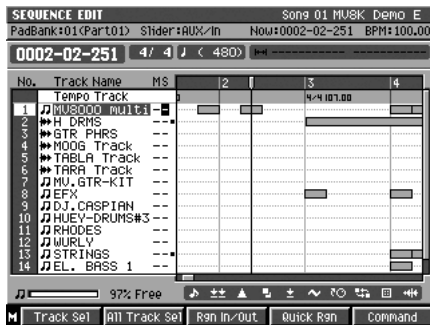 SEQUENCE EDIT Song 01 MV8K Demo E
PadBank:01(Part01) Slider:AUX/In Now:0002-02-251 BPM:100.00
0002-02-251 4/ 4 ♩ ( 480)
No. Track Name MS 2 3 4
Tempo Track 4/4 107.00
1 MV8000 multi --
2 H DRMS --
3 GTR PHRS --
4 MOOG Track --
5 TABLA Track --
6 TARA Track --
7 MV.GTR-KIT --
8 EFX --
9 DJ.CASPIAN --
10 HUEY-DRUMS#3 --
11 RHODES --
12 WURLY --
13 STRINGS --
14 EL. BASS 1 --
97% Free
M Track Sel All Track Sel Rgn In/Out Quick Rgn Command